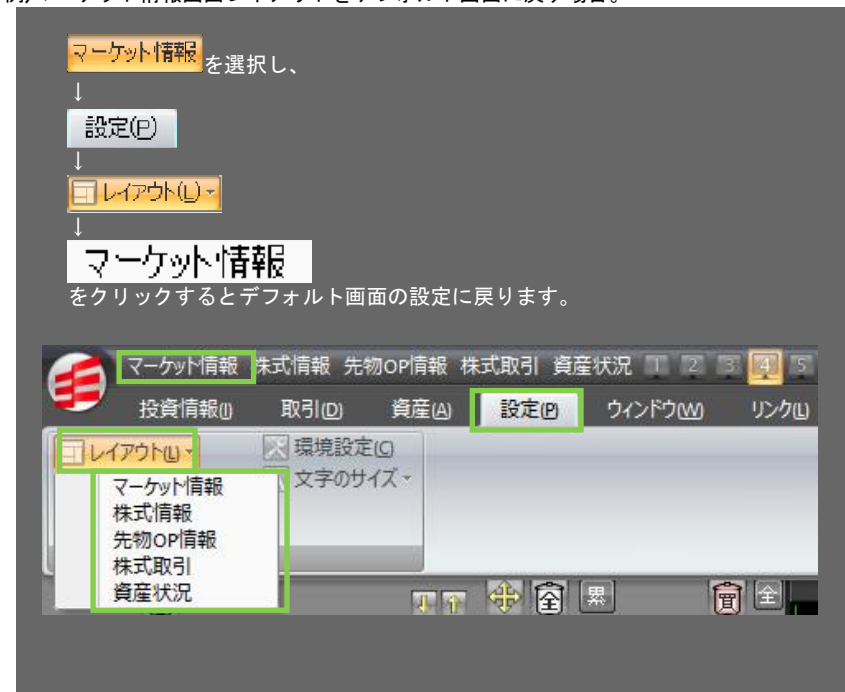 マーケット情報を選択し、
↓
設定(P)
↓
レイアウト(L)
↓
マーケット情報
をクリックするとデフォルト画面の設定に戻ります。
マーケット情報 株式情報 先物OP情報 株式取引 資産状況 1 2 3 4 5
投資情報(I) 取引(D) 資産(A) 設定(P) ウィンドウ(W) リンク(L)
レイアウト(L) 環境設定(C)
文字のサイズ
マーケット情報
株式情報
先物OP情報
株式取引
資産状況
全 累 買 全